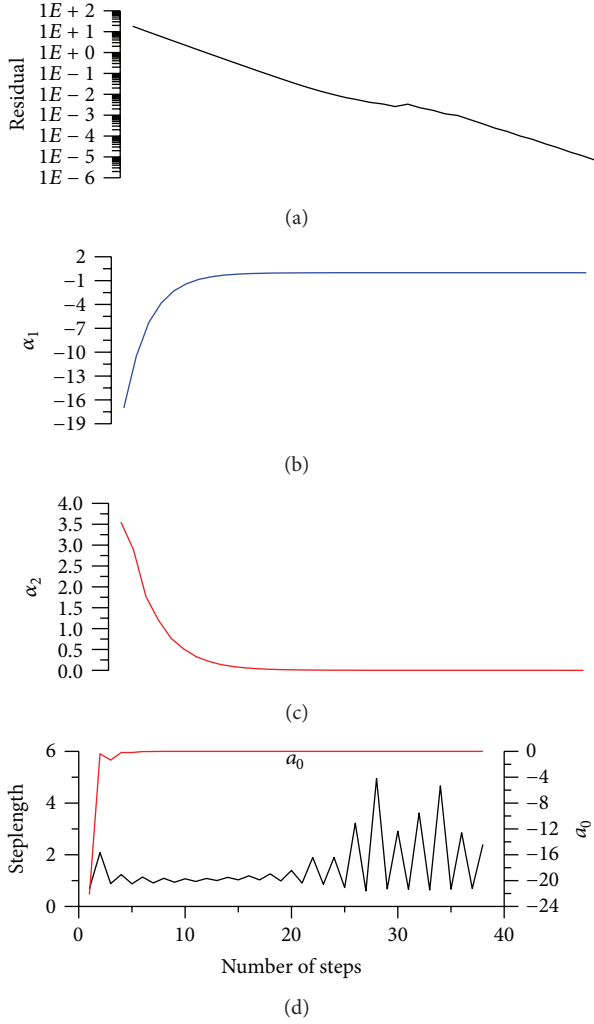 1E + 2
1E + 1
1E + 0
1E − 1
1E − 2
1E − 3
1E − 4
1E − 5
1E − 6
Residual
(a)
2
−1
−4
−7
−10
−13
−16
−19
α1
(b)
4.0
3.5
3.0
2.5
2.0
1.5
1.0
0.5
0.0
α2
(c)
6
4
2
0
Steplength
a0
0
−4
−8
−12
−16
−20
−24
a0
0 10 20 30 40
Number of steps
(d)